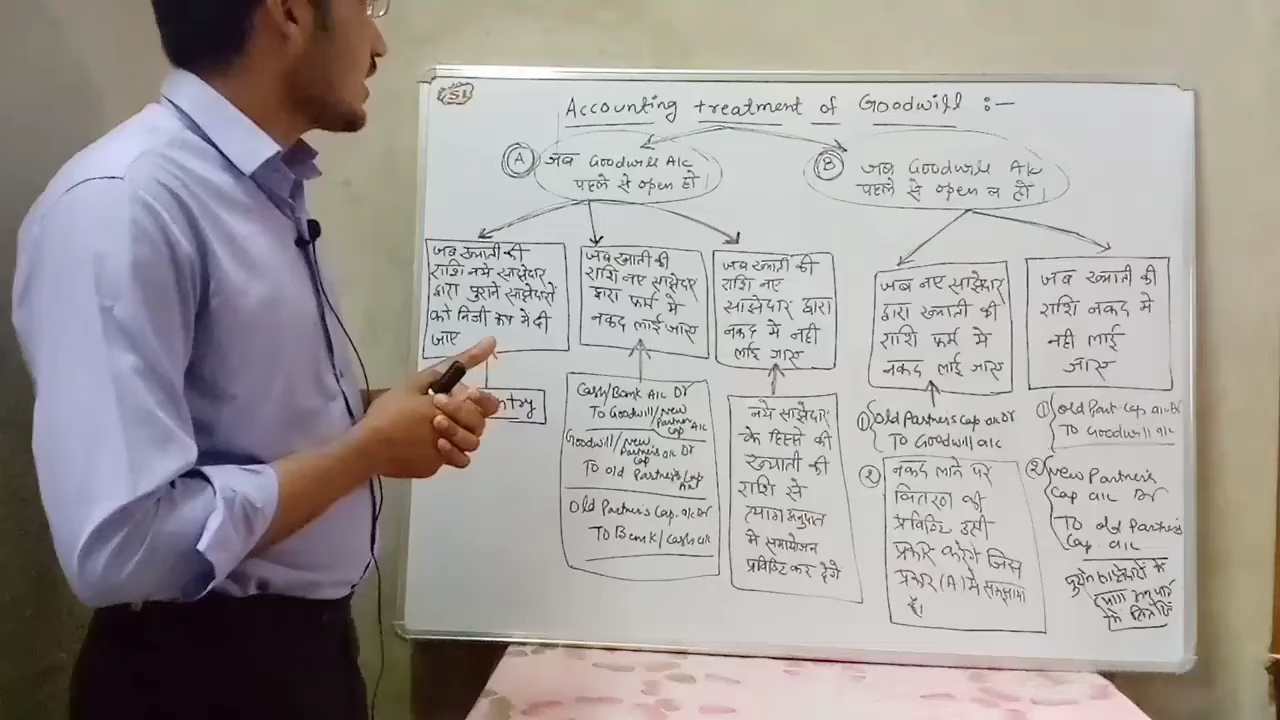 SL
Accounting treatment of Goodwill :-
(A) जब Goodwill A/c
पहले से open हो।
(B) जब Goodwill A/c
पहले से open न हो।
जब ख्याती की
राशि नये साझेदार
द्वारा पुराने साझेदारों
को निजी रूप में दी
जाए
ntry
जब ख्याती की
राशि नए साझेदार
द्वारा फर्म में
नकद लाई जाए
Cash/Bank A/c Dr
To Goodwill/New Partner Cap A/c
Goodwill/New Partner's Cap a/c Dr
To old Partner's Cap A/c
Old Partner's Cap. a/c Dr
To Bank/Cash a/c
जब ख्याती की
राशि नए
साझेदार द्वारा
नकद में नही
लाई जाए
नये साझेदार
के हिस्से की
ख्याती की
राशि से
त्याग अनुपात
में समायोजन
प्रविष्टि कर देंगे
जब नए साझेदार
द्वारा ख्याती की
राशि फर्म में
नकद लाई जाए
① Old Partner's Cap a/c Dr
To Goodwill a/c
② नकद लाने पर
वितरण की
प्रविष्टि उसी
प्रकार करेंगे जिस
प्रकार (A) में समझाया
है।
जब ख्याती की
राशि नकद में
नही लाई
जाए
① Old Part Cap a/c Dr
To Goodwill a/c
② New Partner's
Cap a/c Dr
To old Partner's
Cap. a/c
के
त्याग अनुपात
में